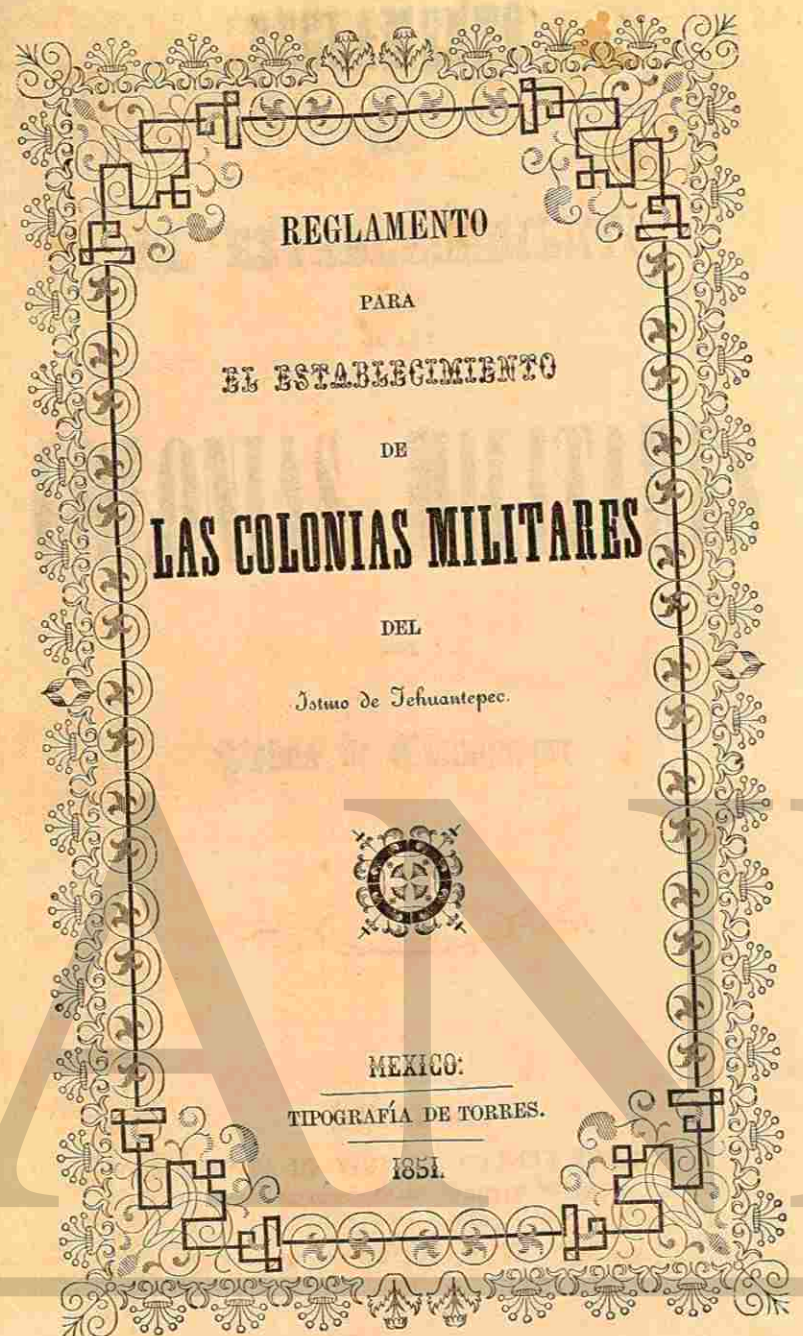 REGLAMENTO
PARA
EL ESTABLECIMIENTO
DE
LAS COLONIAS MILITARES
DEL
Istmo de Tehuantepec.
MEXICO:
TIPOGRAFÍA DE TORRES.
1851.